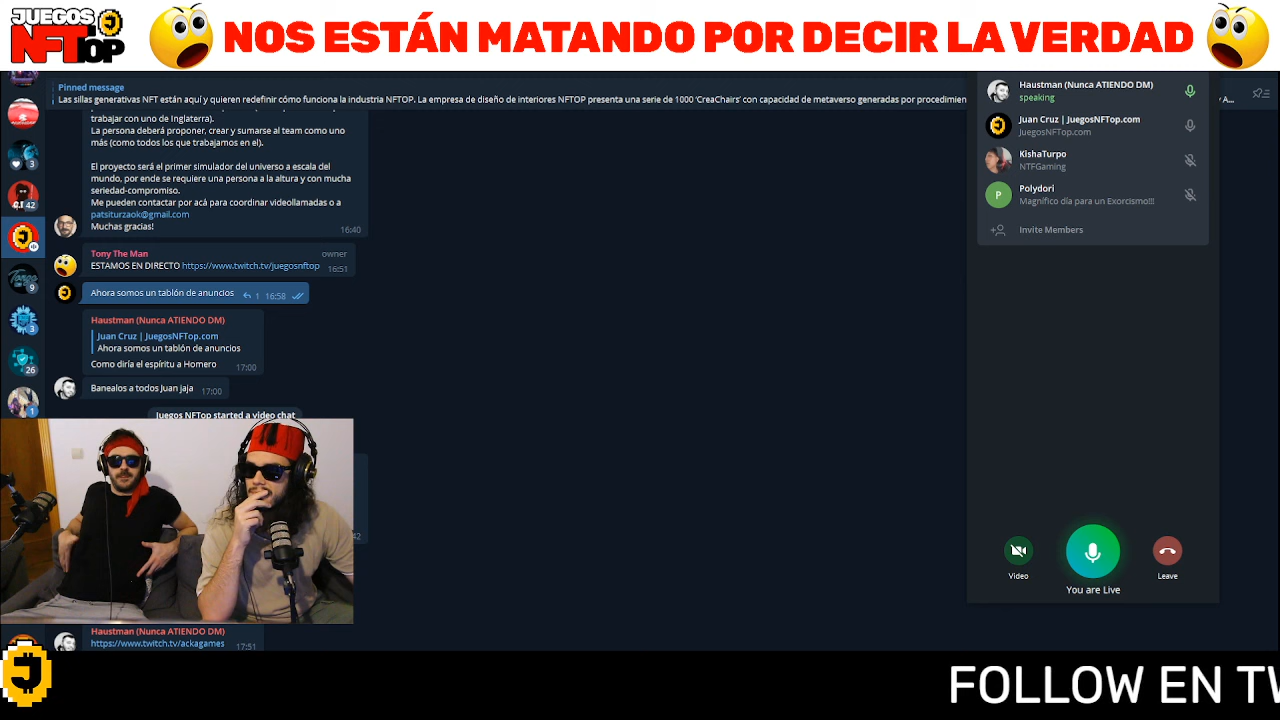 JUEGOS
NFTOP
NOS ESTÁN MATANDO POR DECIR LA VERDAD
Pinned message
Las sillas generativas NFT están aquí y quieren redefinir cómo funciona la industria NFTOP. La empresa de diseño de interiores NFTOP presenta una serie de 1000 'CreaChairs' con capacidad de metaverso generadas por procedimien
trabajar con uno de Inglaterra).
La persona deberá proponer, crear y sumarse al team como uno
más (como todos los que trabajamos en el).
El proyecto será el primer simulador del universo a escala del
mundo, por ende se requiere una persona a la altura y con mucha
seriedad-compromiso.
Me pueden contactar por acá para coordinar videollamadas o a
patsiturzaok@gmail.com
Muchas gracias!
16:40
Tony The Man
owner
ESTAMOS EN DIRECTO https://www.twitch.tv/juegosnftop
16:51
Ahora somos un tablón de anuncios
1 16:58
Haustman (Nunca ATIENDO DM)
Juan Cruz | JuegosNFTop.com
Ahora somos un tablón de anuncios
Como diría el espíritu a Homero
17:00
Banealos a todos Juan jaja
17:00
Juegos NFTop started a video chat
Haustman (Nunca ATIENDO DM)
https://www.twitch.tv/ackagames
17:51
3
42
9
3
26
1
Haustman (Nunca ATIENDO DM)
speaking
Juan Cruz | JuegosNFTop.com
JuegosNFTop.com
KishaTurpo
NTFGaming
P
Polydori
Magnífico día para un Exorcismo!!!
Invite Members
Video
You are Live
Leave
FOLLOW EN TW